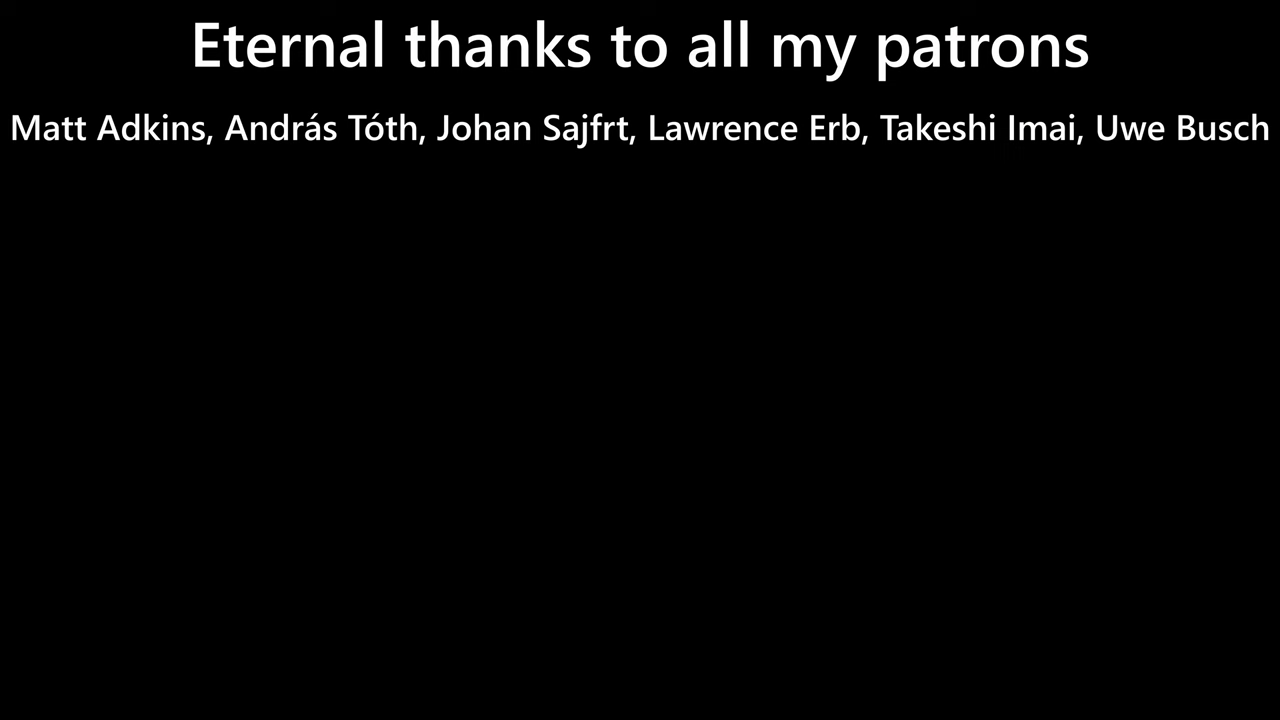 Eternal thanks to all my patrons
Matt Adkins, András Tóth, Johan Sajfrt, Lawrence Erb, Takeshi Imai, Uwe Busch